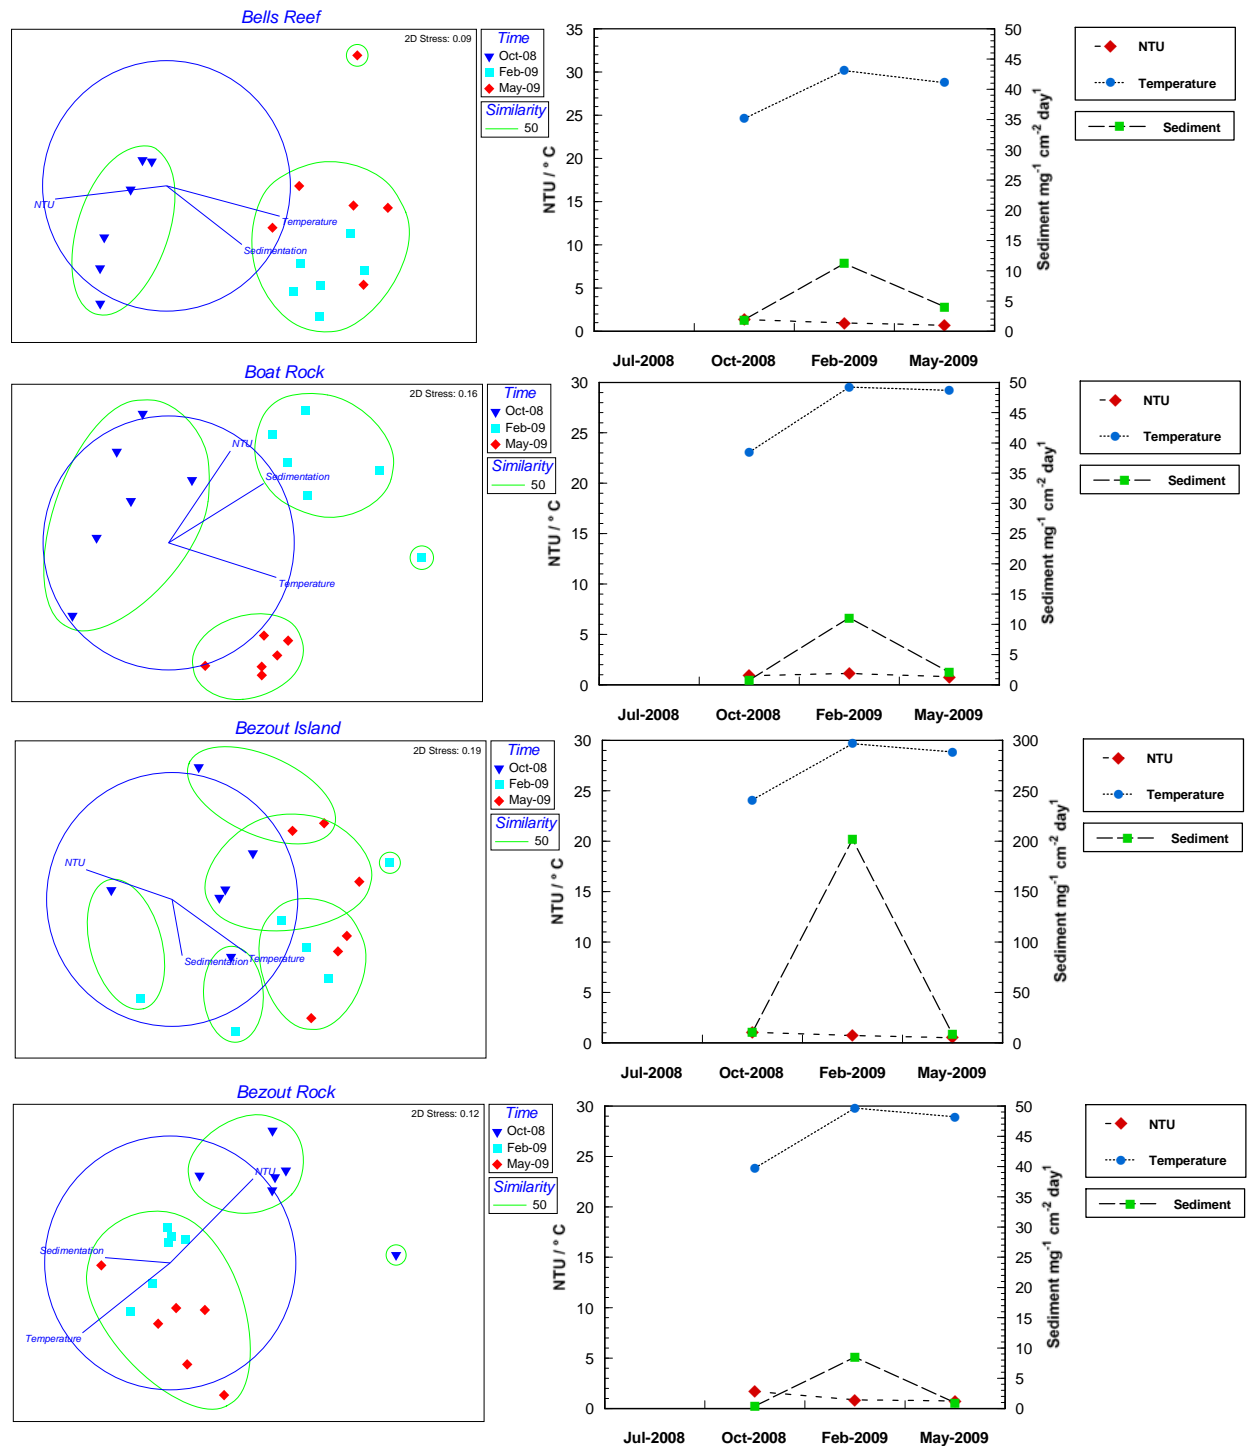 Bells Reef
2D Stress: 0.09
Time
Oct-08
Feb-09
May-09
Similarity
50
NTU
Temperature
Sedimentation
35
30
25
20
15
10
5
0
NTU / ° C
50
45
40
35
30
25
20
15
10
5
0
Sediment mg-1 cm-2 day1
Jul-2008 Oct-2008 Feb-2009 May-2009
NTU
Temperature
Sediment
Boat Rock
2D Stress: 0.16
Time
Oct-08
Feb-09
May-09
Similarity
50
NTU
Sedimentation
Temperature
30
25
20
15
10
5
0
NTU / ° C
50
45
40
35
30
25
20
15
10
5
0
Sediment mg-1 cm-2 day1
Jul-2008 Oct-2008 Feb-2009 May-2009
NTU
Temperature
Sediment
Bezout Island
2D Stress: 0.19
Time
Oct-08
Feb-09
May-09
Similarity
50
NTU
Sedimentation
Temperature
30
25
20
15
10
5
0
NTU / ° C
300
250
200
150
100
50
0
Sediment mg-1 cm-2 day1
Jul-2008 Oct-2008 Feb-2009 May-2009
NTU
Temperature
Sediment
Bezout Rock
2D Stress: 0.12
Time
Oct-08
Feb-09
May-09
Similarity
50
NTU
Sedimentation
Temperature
30
25
20
15
10
5
0
NTU / ° C
50
45
40
35
30
25
20
15
10
5
0
Sediment mg-1 cm-2 day1
Jul-2008 Oct-2008 Feb-2009 May-2009
NTU
Temperature
Sediment